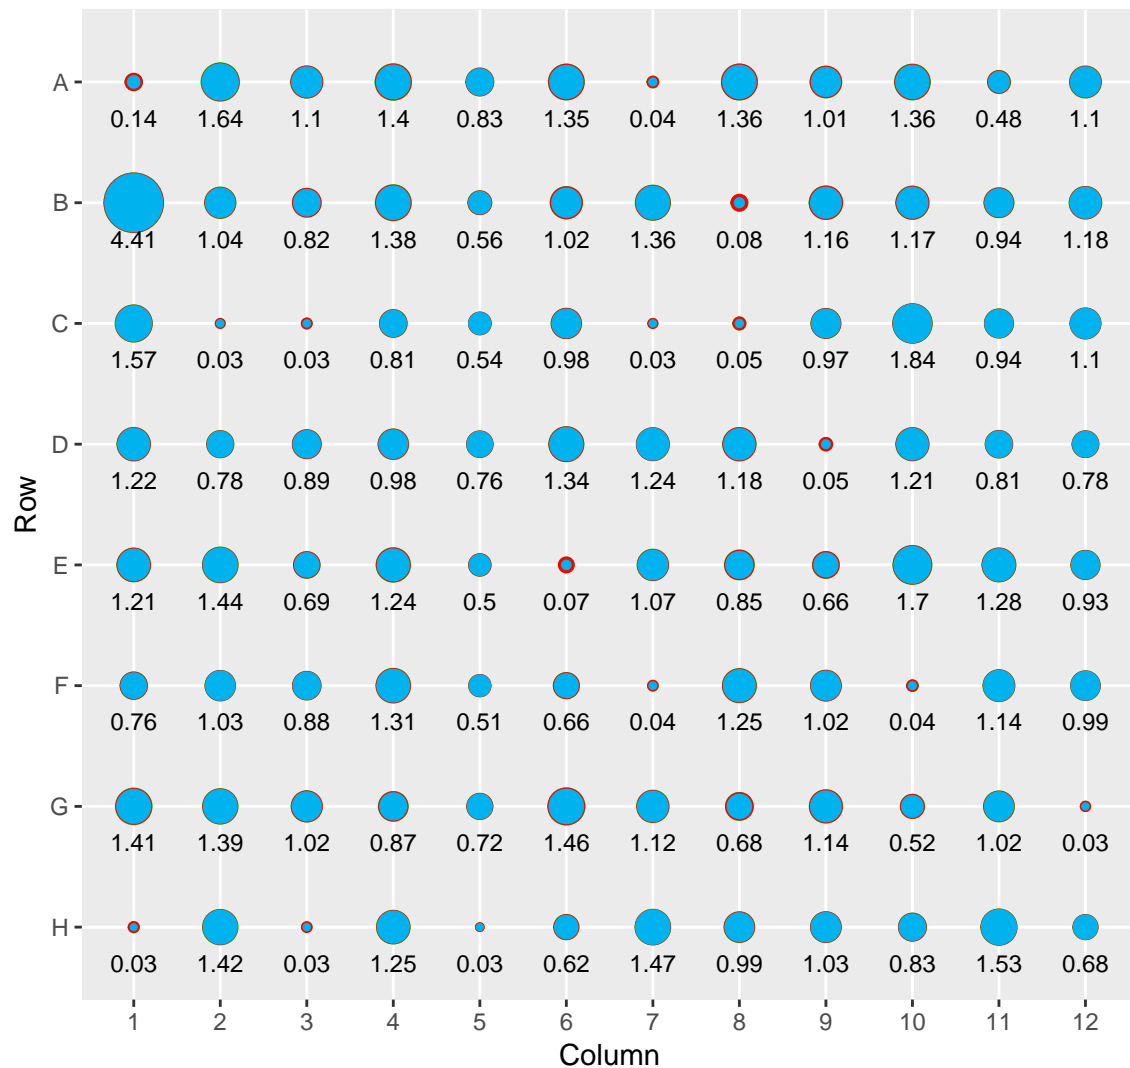 A
0.14 1.64 1.1 1.4 0.83 1.35 0.04 1.36 1.01 1.36 0.48 1.1
B
4.41 1.04 0.82 1.38 0.56 1.02 1.36 0.08 1.16 1.17 0.94 1.18
C
1.57 0.03 0.03 0.81 0.54 0.98 0.03 0.05 0.97 1.84 0.94 1.1
D
1.22 0.78 0.89 0.98 0.76 1.34 1.24 1.18 0.05 1.21 0.81 0.78
Row
E
1.21 1.44 0.69 1.24 0.5 0.07 1.07 0.85 0.66 1.7 1.28 0.93
F
0.76 1.03 0.88 1.31 0.51 0.66 0.04 1.25 1.02 0.04 1.14 0.99
G
1.41 1.39 1.02 0.87 0.72 1.46 1.12 0.68 1.14 0.52 1.02 0.03
H
0.03 1.42 0.03 1.25 0.03 0.62 1.47 0.99 1.03 0.83 1.53 0.68
1 2 3 4 5 6 7 8 9 10 11 12
Column